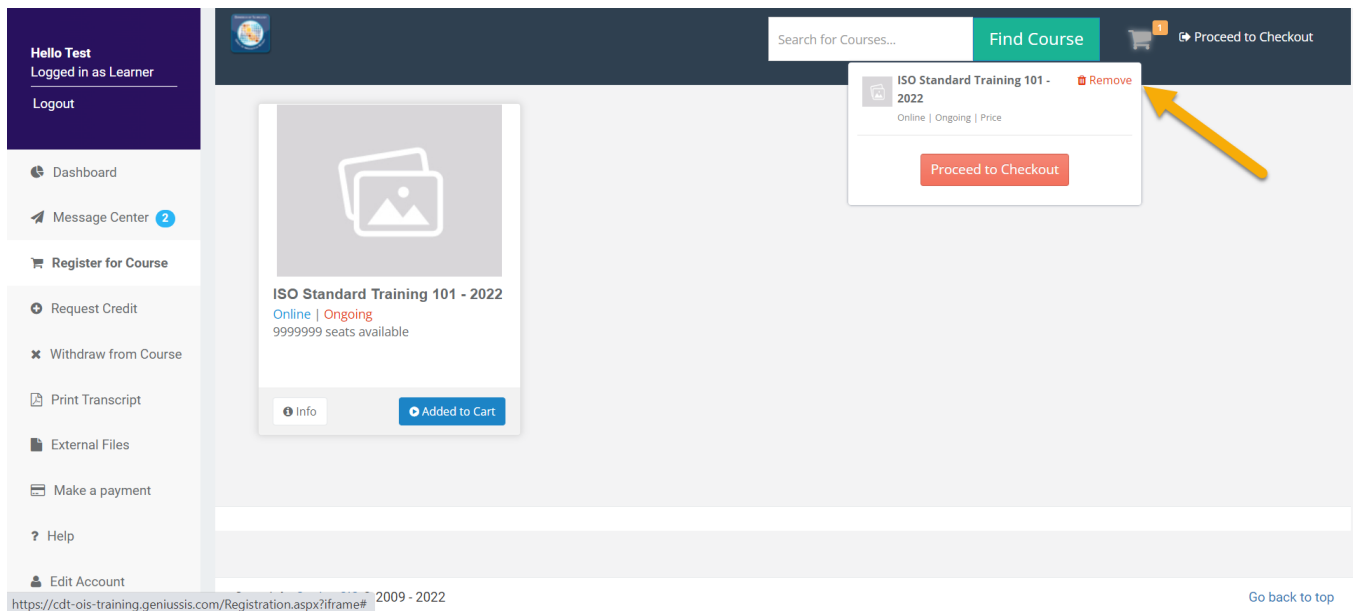 Hello Test
Logged in as Learner
Logout
Dashboard
Message Center 2
Register for Course
Request Credit
Withdraw from Course
Print Transcript
External Files
Make a payment
Help
Edit Account
Search for Courses...
Find Course
1
Proceed to Checkout
ISO Standard Training 101 -
2022
Remove
Online | Ongoing | Price
Proceed to Checkout
ISO Standard Training 101 - 2022
Online | Ongoing
9999999 seats available
Info
Added to Cart
2009 - 2022
Go back to top
https://cdt-ois-training.geniussis.com/Registration.aspx?iframe#